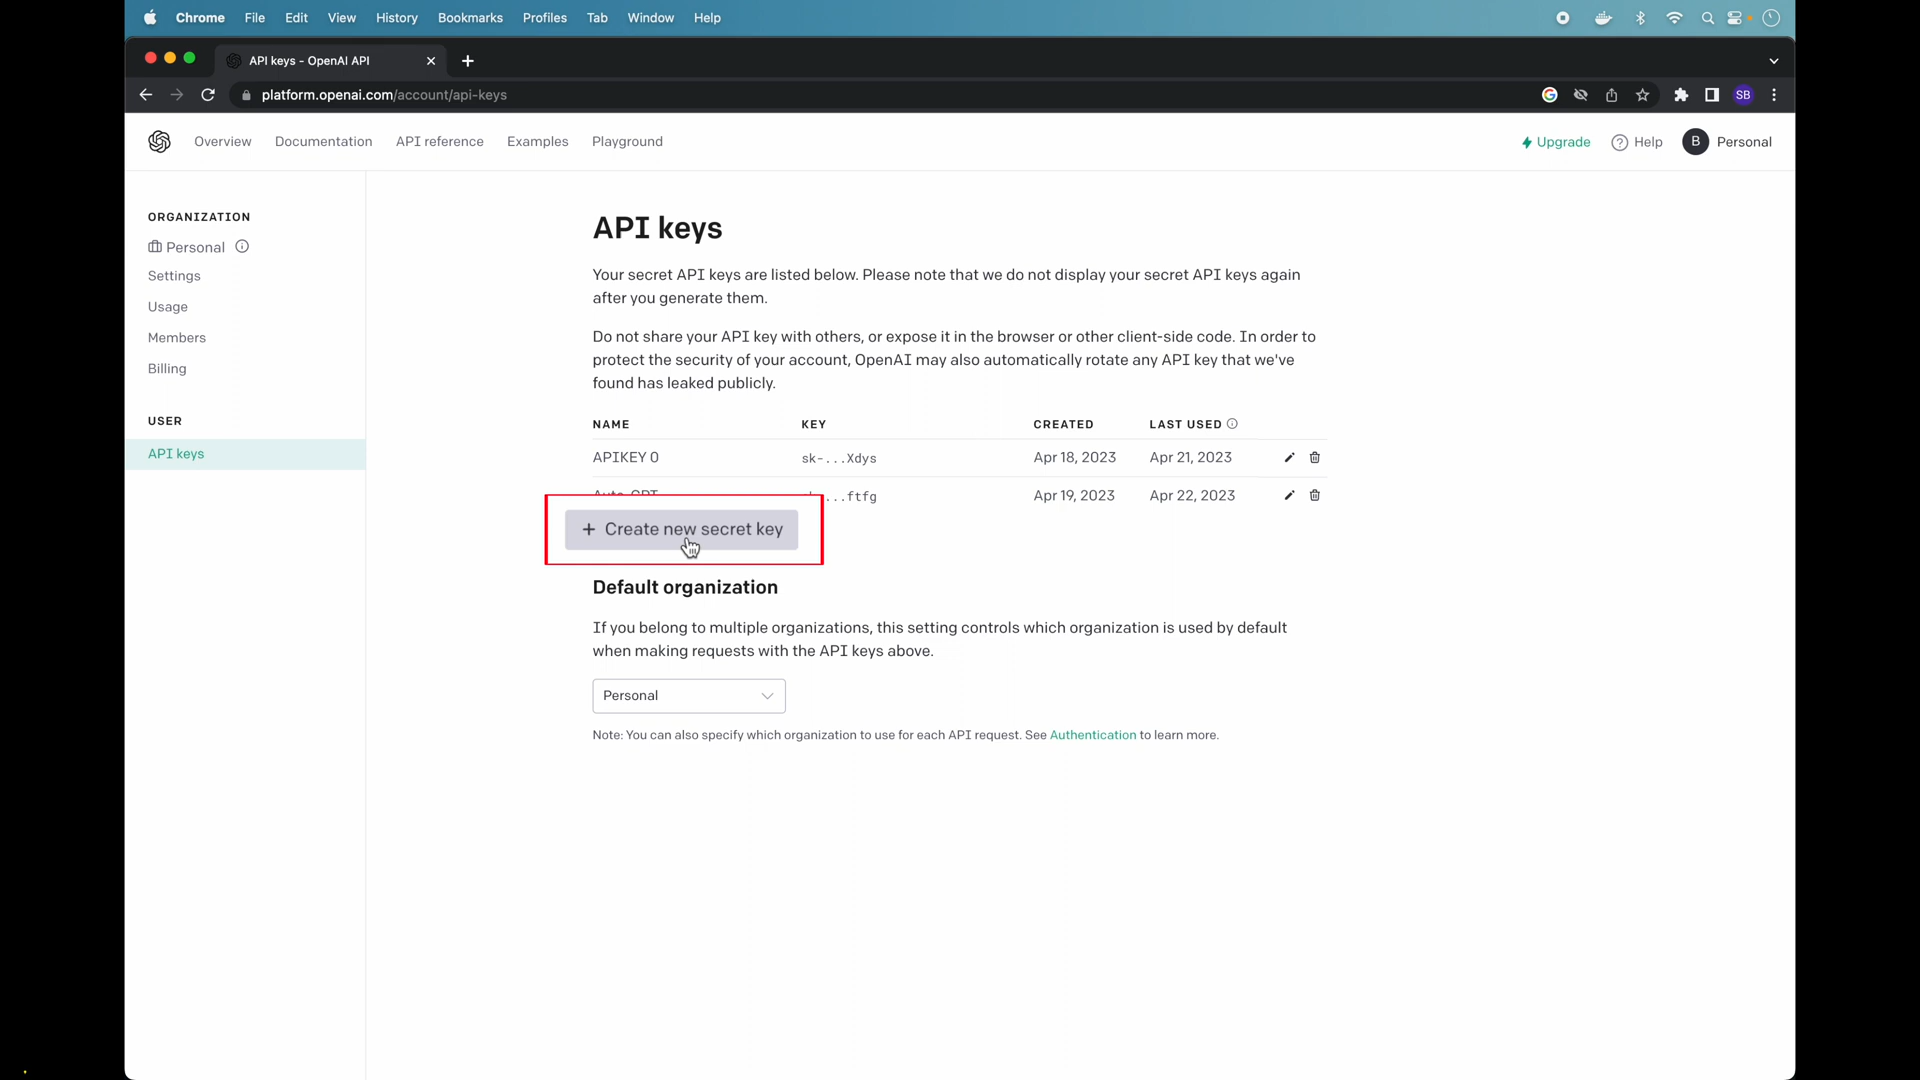 Chrome File Edit View History Bookmarks Profiles Tab Window Help
API keys - OpenAI API
platform.openai.com/account/api-keys
SB
Overview Documentation API reference Examples Playground
Upgrade Help B Personal
ORGANIZATION
Personal
Settings
Usage
Members
Billing
USER
API keys
API keys
Your secret API keys are listed below. Please note that we do not display your secret API keys again
after you generate them.
Do not share your API key with others, or expose it in the browser or other client-side code. In order to
protect the security of your account, OpenAI may also automatically rotate any API key that we've
found has leaked publicly.
NAME KEY CREATED LAST USED
APIKEY 0 sk-...Xdys Apr 18, 2023 Apr 21, 2023
Auto-GPT ...ftfg Apr 19, 2023 Apr 22, 2023
+ Create new secret key
Default organization
If you belong to multiple organizations, this setting controls which organization is used by default
when making requests with the API keys above.
Personal
Note: You can also specify which organization to use for each API request. See Authentication to learn more.